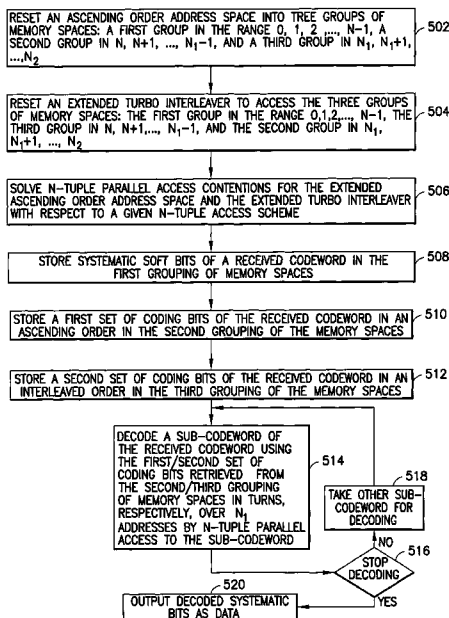 RESET AN ASCENDING ORDER ADDRESS SPACE INTO TREE GROUPS OF
MEMORY SPACES: A FIRST GROUP IN THE RANGE 0, 1, 2 ,..., N-1, A
SECOND GROUP IN N, N+1, ..., N₁-1, AND A THIRD GROUP IN N₁, N₁+1,
...,N₂
502
RESET AN EXTENDED TURBO INTERLEAVER TO ACCESS THE THREE GROUPS
OF MEMORY SPACES: THE FIRST GROUP IN THE RANGE 0,1,2,..., N-1, THE
THIRD GROUP IN N, N+1,..., N₁-1, AND THE SECOND GROUP IN N₁,
N₁+1, ..., N₂
504
SOLVE N-TUPLE PARALLEL ACCESS CONTENTIONS FOR THE EXTENDED
ASCENDING ORDER ADDRESS SPACE AND THE EXTENDED TURBO INTERLEAVER
WITH RESPECT TO A GIVEN N-TUPLE ACCESS SCHEME
506
STORE SYSTEMATIC SOFT BITS OF A RECEIVED CODEWORD IN THE
FIRST GROUPING OF MEMORY SPACES
508
STORE A FIRST SET OF CODING BITS OF THE RECEIVED CODEWORD IN AN
ASCENDING ORDER IN THE SECOND GROUPING OF THE MEMORY SPACES
510
STORE A SECOND SET OF CODING BITS OF THE RECEIVED CODEWORD IN AN
INTERLEAVED ORDER IN THE THIRD GROUPING OF THE MEMORY SPACES
512
DECODE A SUB-CODEWORD OF
THE RECEIVED CODEWORD USING
THE FIRST/SECOND SET OF
CODING BITS RETRIEVED FROM
THE SECOND/THIRD GROUPING
OF MEMORY SPACES IN TURNS,
RESPECTIVELY, OVER N₁
ADDRESSES BY N-TUPLE PARALLEL
ACCESS TO THE SUB-CODEWORD
514
518
TAKE OTHER SUB-
CODEWORD FOR
DECODING
NO
516
STOP
DECODING
YES
520
OUTPUT DECODED SYSTEMATIC
BITS AS DATA